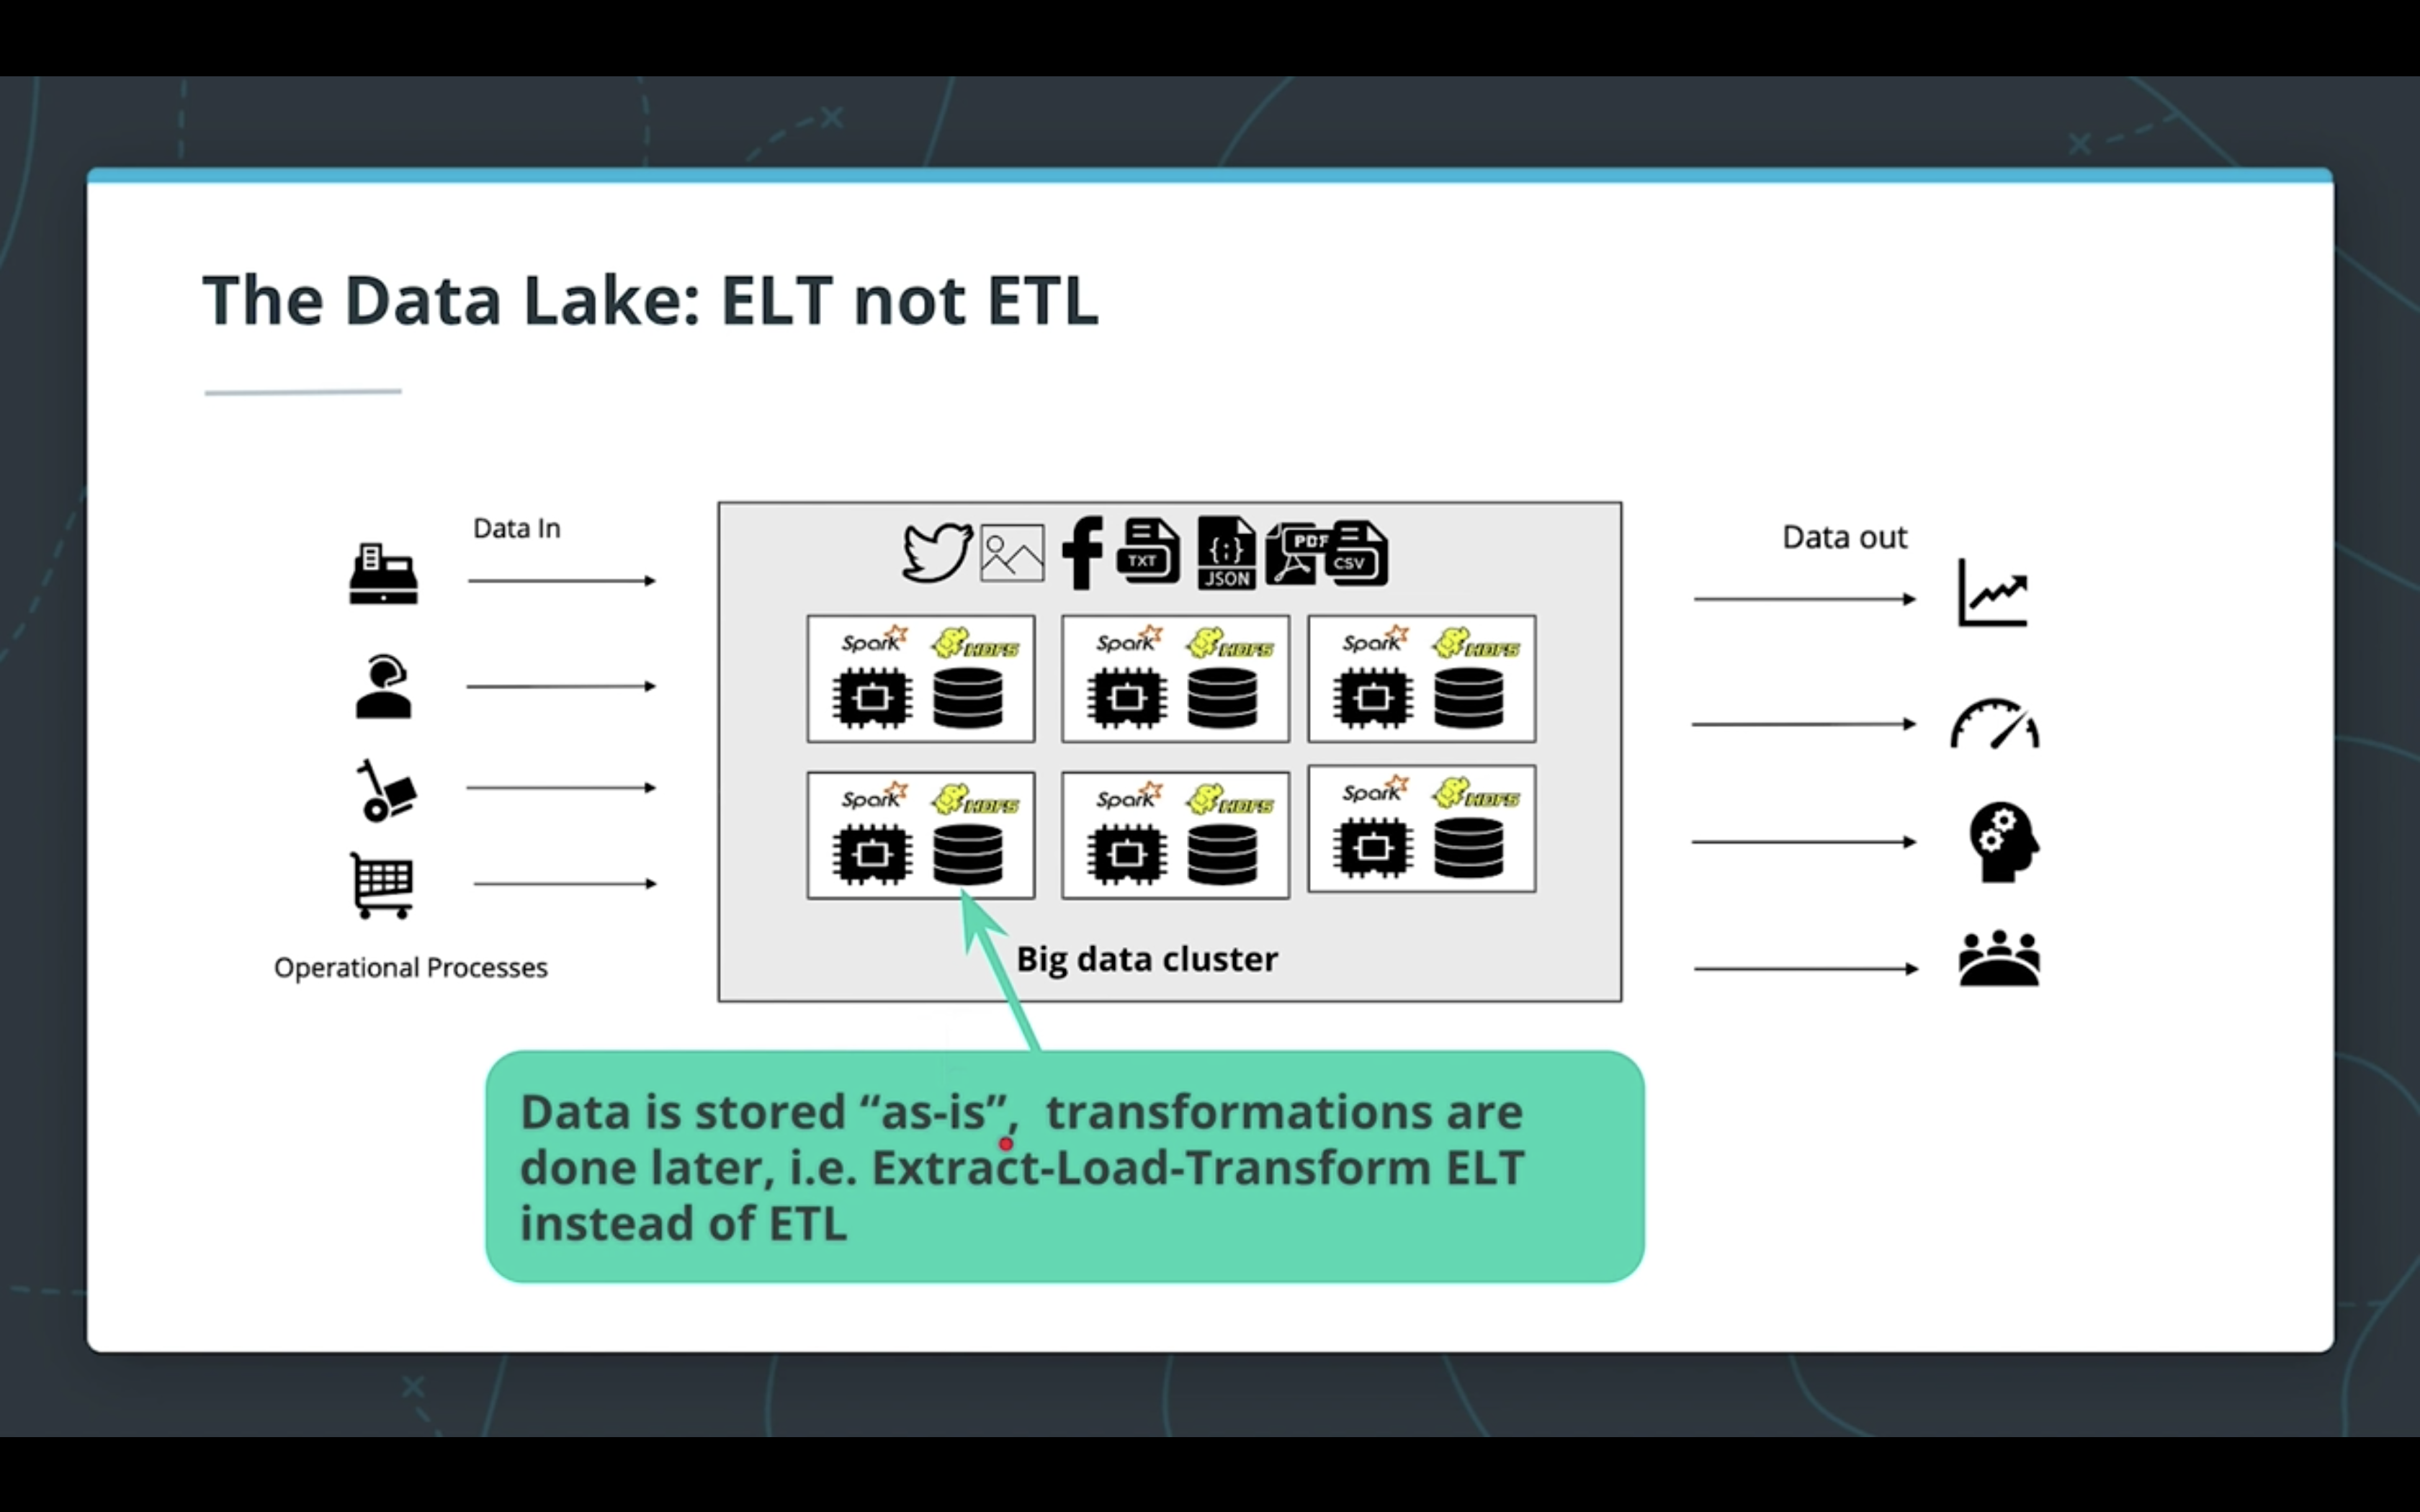 The Data Lake: ELT not ETL
Data In
Data out
TXT
{;}
JSON
PDF
CSV
Spark HDFS
Spark HDFS
Spark HDFS
Spark HDFS
Spark HDFS
Spark HDFS
Big data cluster
Operational Processes
Data is stored “as-is”, transformations are
done later, i.e. Extract-Load-Transform ELT
instead of ETL